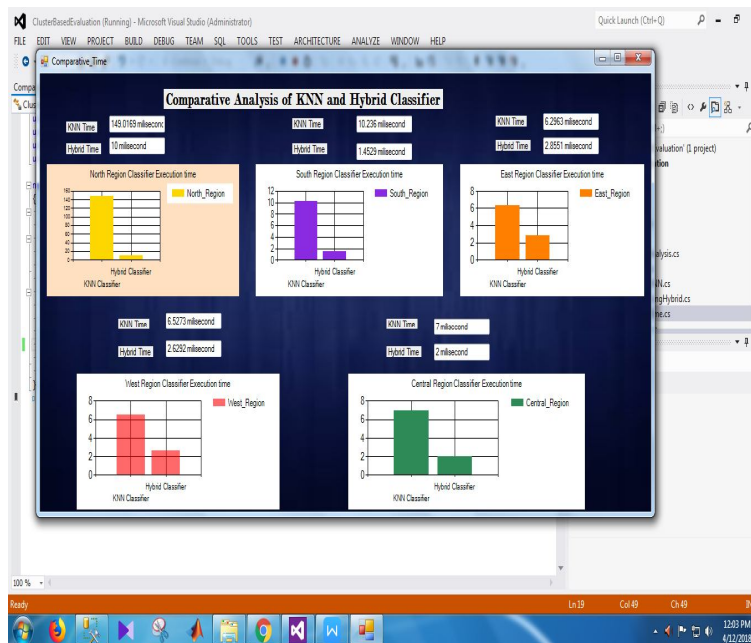 ClusterBasedEvaluation (Running) - Microsoft Visual Studio (Administrator)
Quick Launch (Ctrl+Q)
FILE EDIT VIEW PROJECT BUILD DEBUG TEAM SQL TOOLS TEST ARCHITECTURE ANALYZE WINDOW HELP
Comparative_Time
Comparative Analysis of KNN and Hybrid Classifier
KNN Time 149.0169 milisecond
Hybrid Time 10 milisecond
KNN Time 10.236 milisecond
Hybrid Time 1.4529 milisecond
KNN Time 6.2963 milisecond
Hybrid Time 2.8551 milisecond
North Region Classifier Execution time
160
140
120
100
80
60
40
20
0
North_Region
Hybrid Classifier
KNN Classifier
South Region Classifier Execution time
12
10
8
6
4
2
0
South_Region
Hybrid Classifier
KNN Classifier
East Region Classifier Execution time
8
6
4
2
0
East_Region
Hybrid Classifier
KNN Classifier
KNN Time 6.5273 milisecond
Hybrid Time 2.6292 milisecond
KNN Time 7 milisecond
Hybrid Time 2 milisecond
West Region Classifier Execution time
8
6
4
2
0
West_Region
Hybrid Classifier
KNN Classifier
Central Region Classifier Execution time
8
6
4
2
0
Central_Region
Hybrid Classifier
KNN Classifier
valuation' (1 project)
tion
alysis.cs
NN.cs
ngHybrid.cs
me.cs
100 %
Ready
Ln 19 Col 49 Ch 49
12:03 PM
4/12/2018